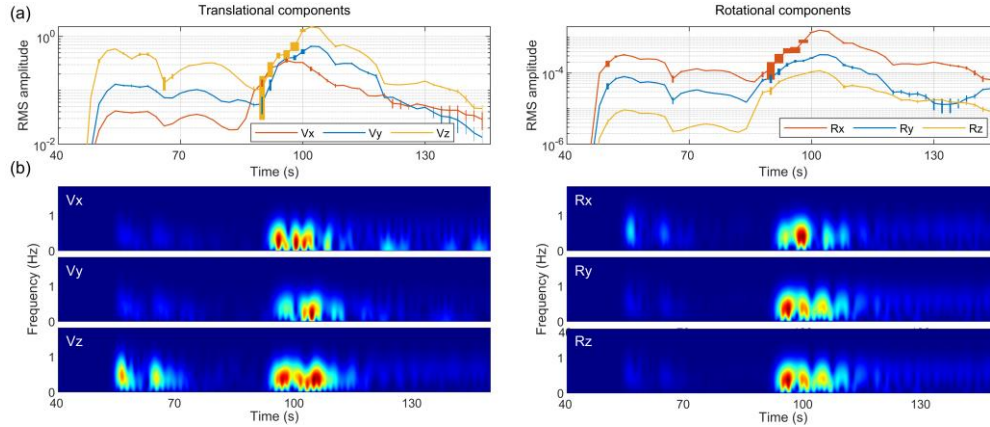 (a)
Translational components
Rotational components
RMS amplitude
10^0
10^-2
Vx Vy Vz
40 70 100 130
Time (s)
RMS amplitude
10^-4
10^-6
Rx Ry Rz
40 70 100 130
Time (s)
(b)
Frequency (Hz)
Vx
1
0
Vy
1
0
Vz
1
0
40 70 100 130
Time (s)
Frequency (Hz)
Rx
1
0
Ry
1
0
Rz
1
0
40 70 100 130
Time (s)